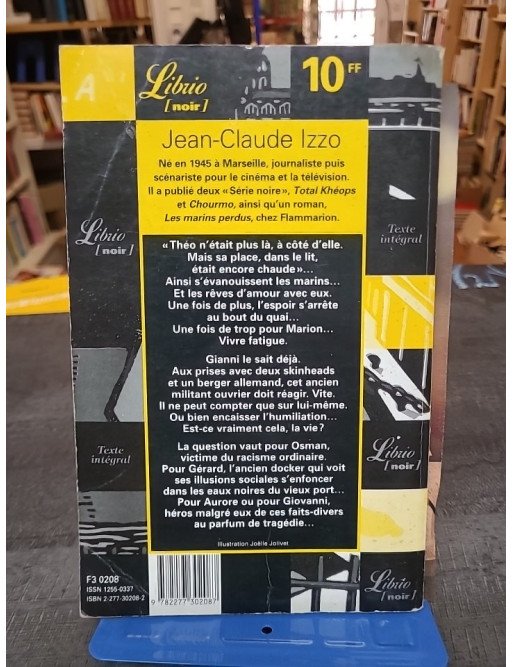 A
Librio
[noir]
10 FF
Jean-Claude Izzo
Né en 1945 à Marseille, journaliste puis
scénariste pour le cinéma et la télévision.
Il a publié deux « Série noire », Total Khéops
et Chourmo, ainsi qu'un roman,
Les marins perdus, chez Flammarion.
Librio
[noir]
Texte
intégral
« Théo n'était plus là, à côté d'elle.
Mais sa place, dans le lit,
était encore chaude »...
Ainsi s'évanouissent les marins...
Et les rêves d'amour avec eux.
Une fois de plus, l'espoir s'arrête
au bout du quai...
Une fois de trop pour Marion...
Vivre fatigue.
Gianni le sait déjà.
Aux prises avec deux skinheads
et un berger allemand, cet ancien
militant ouvrier doit réagir. Vite.
Il ne peut compter que sur lui-même.
Ou bien encaisser l'humiliation...
Est-ce vraiment cela, la vie ?
Texte
intégral
Librio
[noir]
La question vaut pour Osman,
victime du racisme ordinaire.
Pour Gérard, l'ancien docker qui voit
ses illusions sociales s'enfoncer
dans les eaux noires du vieux port...
Pour Aurore ou pour Giovanni,
héros malgré eux de ces faits-divers
au parfum de tragédie...
Illustration Joëlle Jolivet
F3 0208
ISSN 1255-0337
ISBN 2-277-30208-2
9 782277 302087
Librio
[noir]